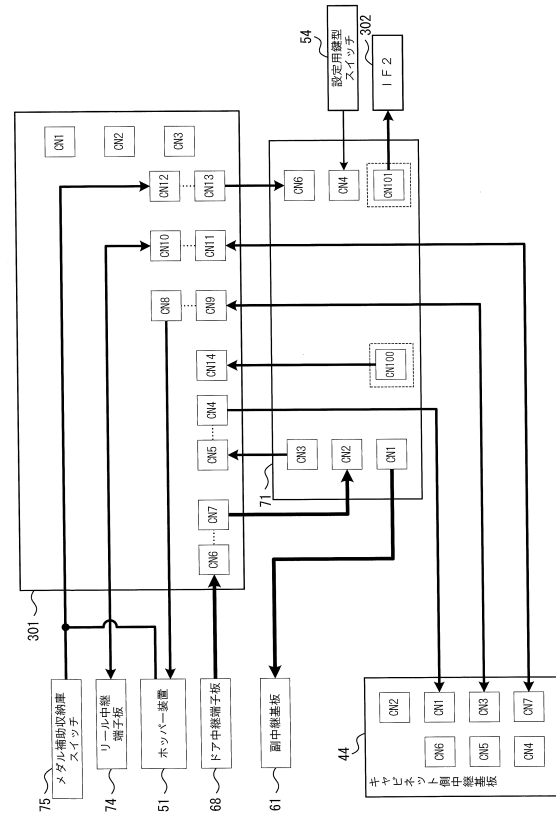 75
メダル補助収納庫
スイッチ
74
リール中継
端子板
51
ホッパー装置
68
ドア中継端子板
61
副中継基板
44
キャビネット側中継基板
CN2
CN6
CN1
CN5
CN3
CN4
CN7
301
CN1
CN2
CN3
CN12
CN13
CN10
CN11
CN8
CN9
CN14
CN4
CN5
CN7
CN6
71
CN3
CN2
CN1
CN100
CN6
CN4
CN101
54
設定用鍵型
スイッチ
302
IF2